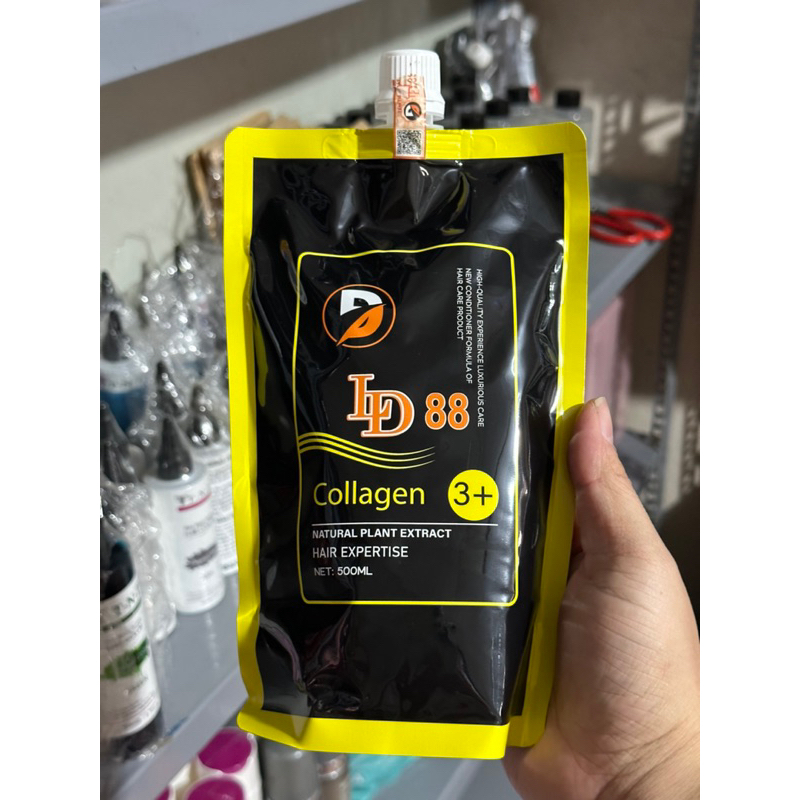 HIGH-QUALITY EXPERIENCE LUXURIOUS CARE
NEW CONDITIONER FORMULA OF
HAIR CARE PRODUCT
LD 88
Collagen 3+
NATURAL PLANT EXTRACT
HAIR EXPERTISE
NET: 500ML